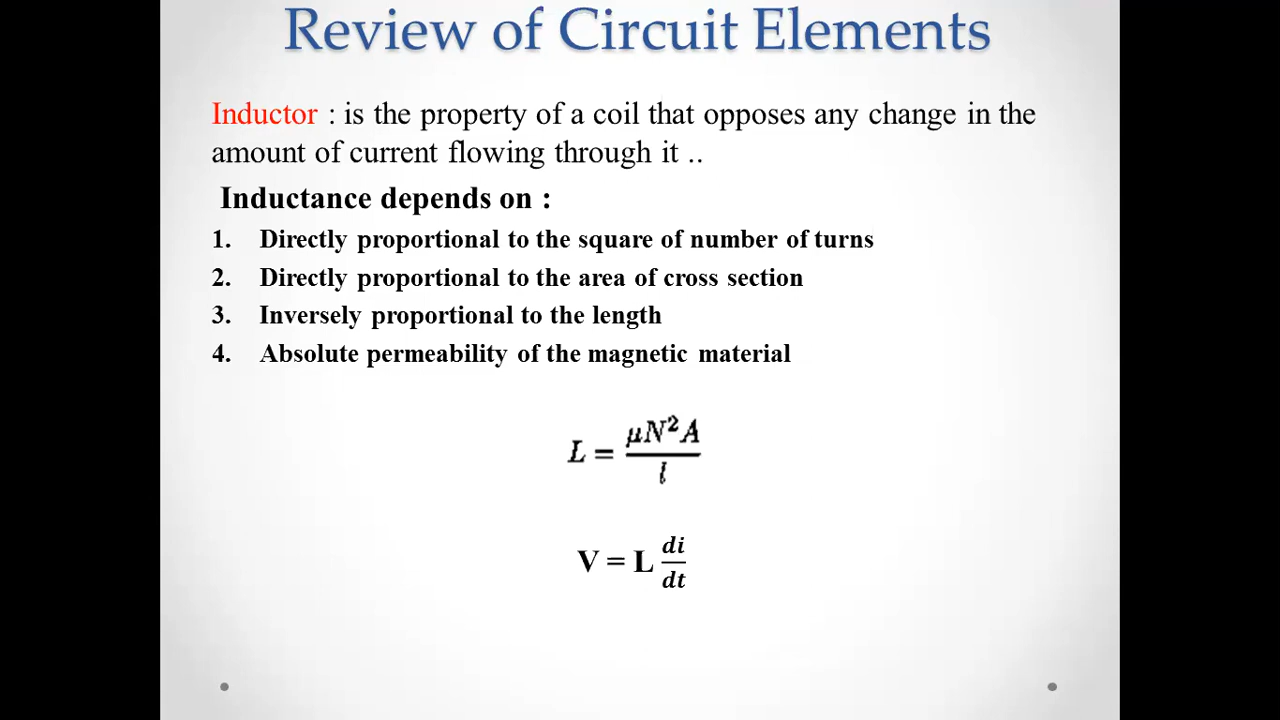 Review of Circuit Elements
Inductor : is the property of a coil that opposes any change in the
amount of current flowing through it ..
Inductance depends on :
1. Directly proportional to the square of number of turns
2. Directly proportional to the area of cross section
3. Inversely proportional to the length
4. Absolute permeability of the magnetic material
L = μN²A / l
V = L di/dt